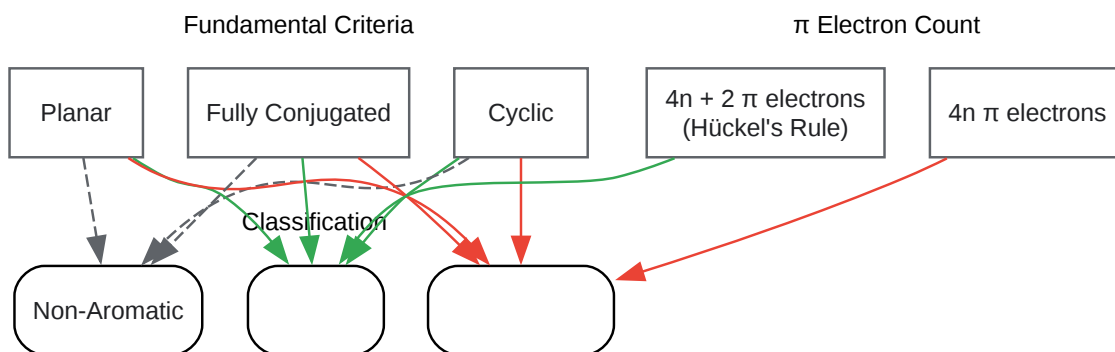 Fundamental Criteria
π Electron Count
Planar
Fully Conjugated
Cyclic
4n + 2 π electrons
(Hückel's Rule)
4n π electrons
Classification
Non-Aromatic